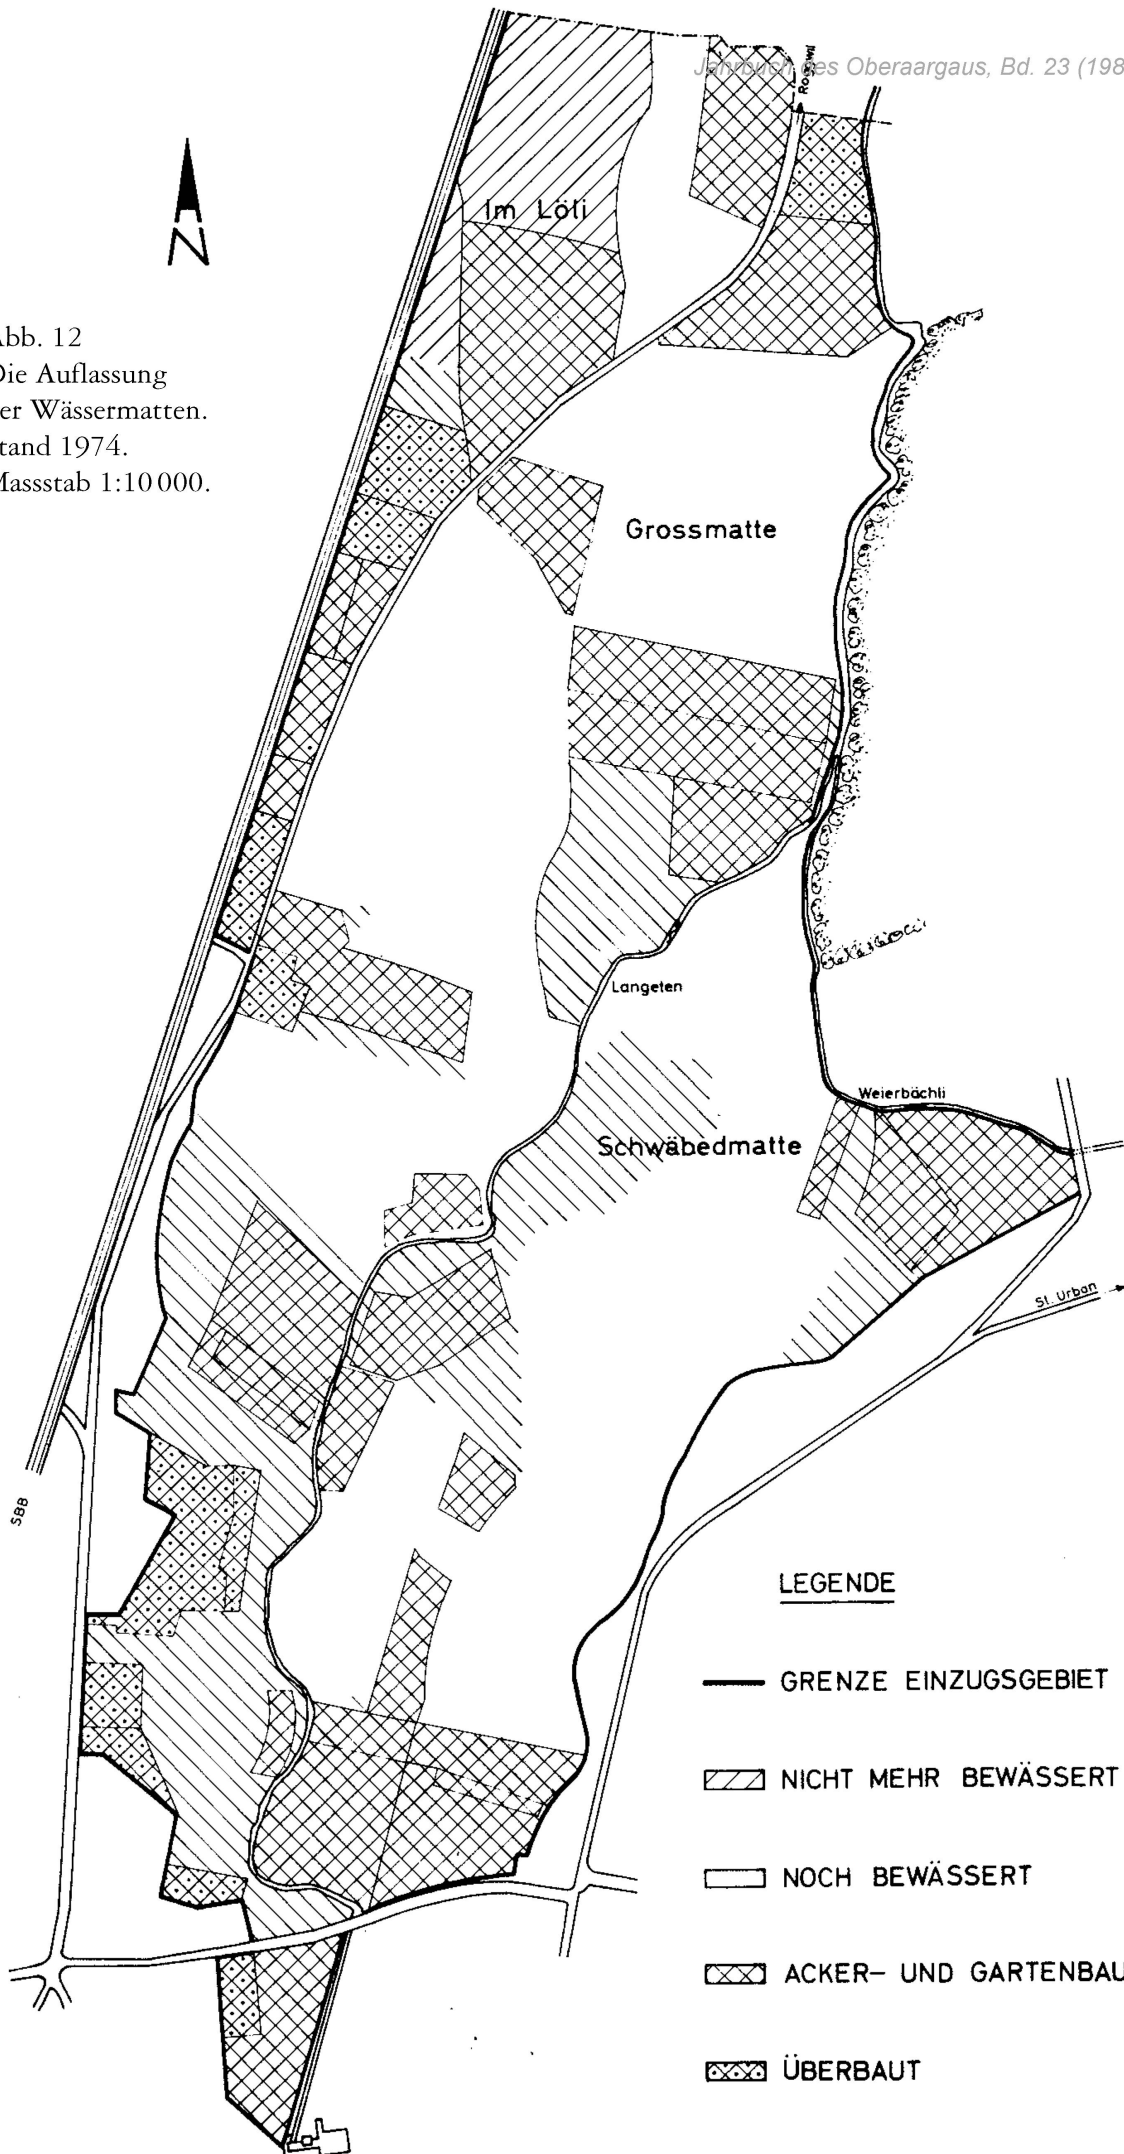 Jahrbuch des Oberaargaus, Bd. 23 (198
Roggwil
Im Löli
Abb. 12
Die Auflassung
er Wässermatten.
tand 1974.
Massstab 1:10 000.
Grossmatte
Langeten
Weierbächli
Schwäbedmatte
St. Urban
SBB
N
LEGENDE
GRENZE EINZUGSGEBIET
NICHT MEHR BEWÄSSERT
NOCH BEWÄSSERT
ACKER- UND GARTENBAU
ÜBERBAUT